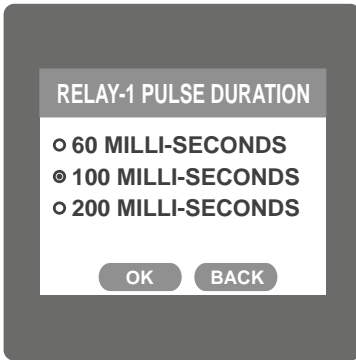 RELAY-1 PULSE DURATION
60 MILLI-SECONDS
100 MILLI-SECONDS
200 MILLI-SECONDS
OK BACK